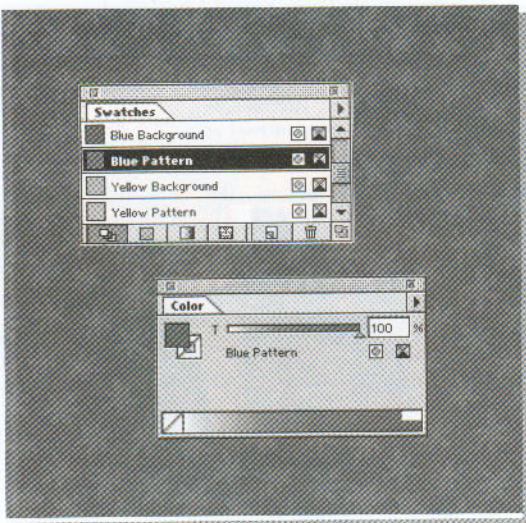 Swatches
Blue Background
Blue Pattern
Yellow Background
Yellow Pattern
Color
T 100 %
Blue Pattern